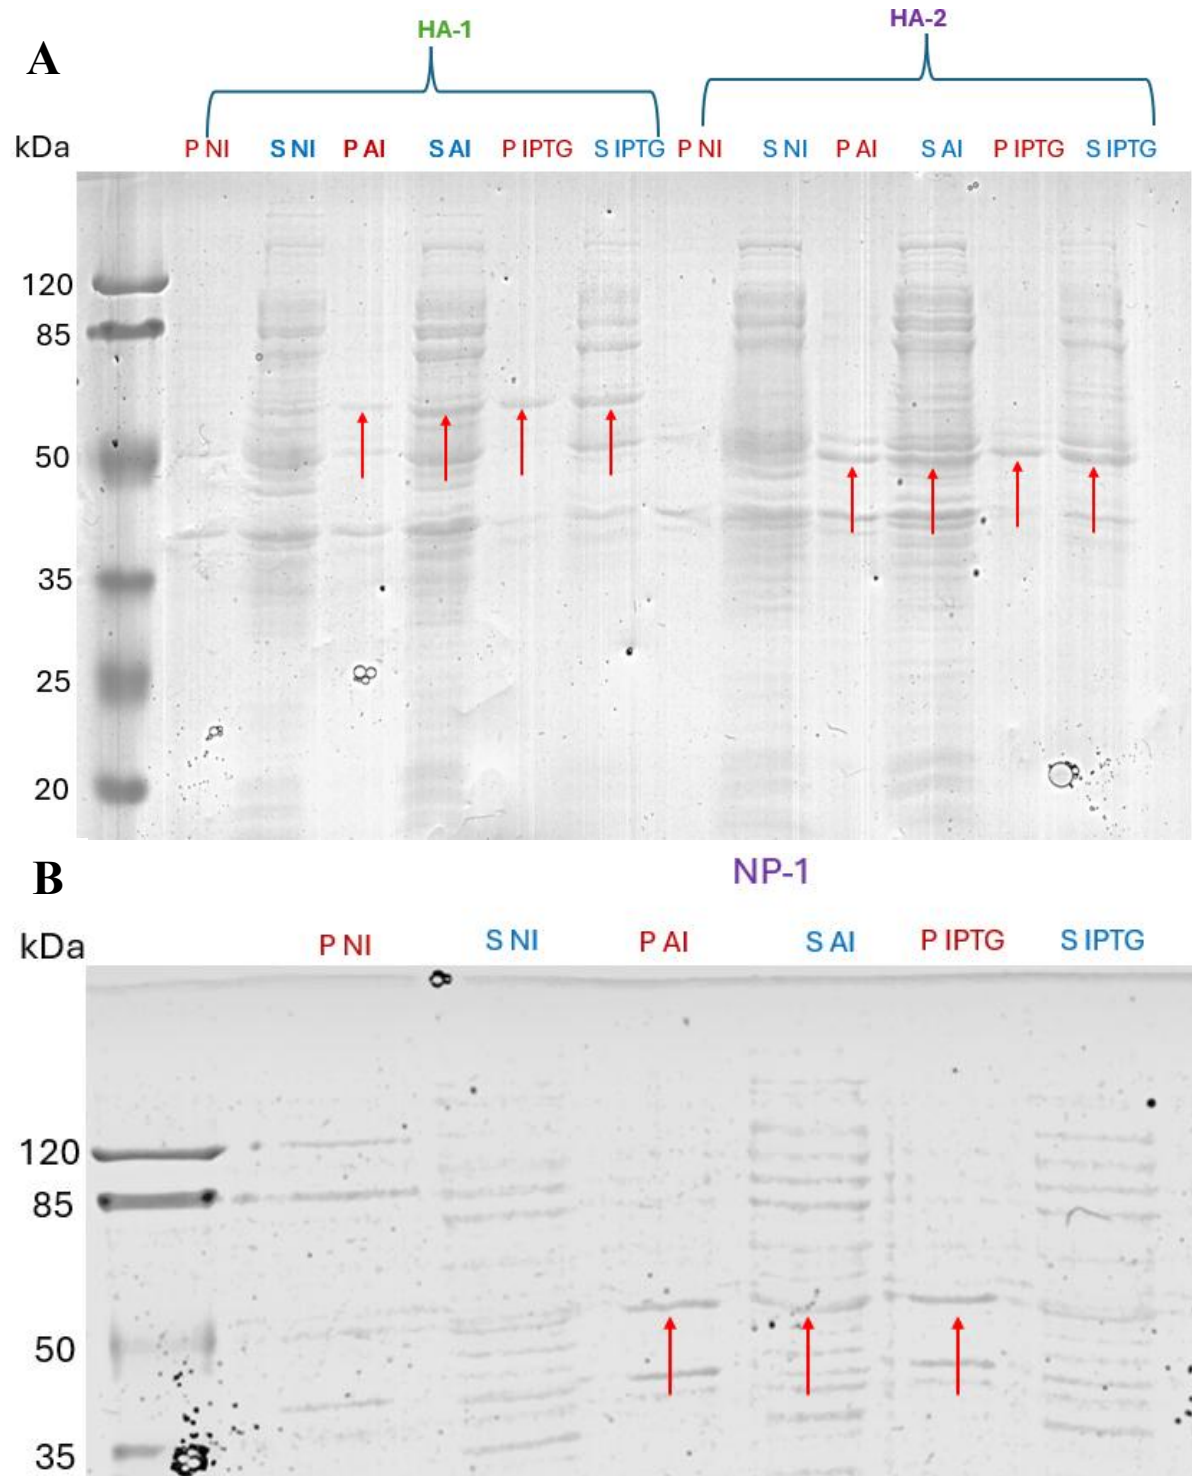 A
HA-1
HA-2
kDa
P NI S NI P AI S AI P IPTG S IPTG P NI S NI P AI S AI P IPTG S IPTG
120
85
50
35
25
20
B
NP-1
kDa
P NI S NI P AI S AI P IPTG S IPTG
120
85
50
35